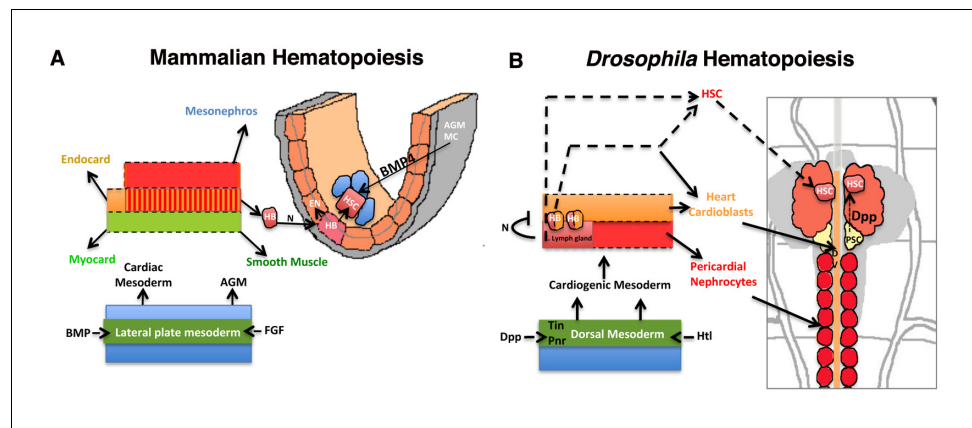 A
Mammalian Hematopoiesis
Mesonephros
Endocard
AGM
MC
BMP4
EN
HSC
HB
N
HB
Myocard
Smooth Muscle
Cardiac
Mesoderm
AGM
BMP
Lateral plate mesoderm
FGF
B
Drosophila Hematopoiesis
HSC
HSC
HSC
Heart
Cardioblasts
Dpp
HB
HB
N
Lymph gland
PSC
D
V
Pericardial
Nephrocytes
Cardiogenic Mesoderm
Tin
Pnr
Dorsal Mesoderm
Dpp
Htl